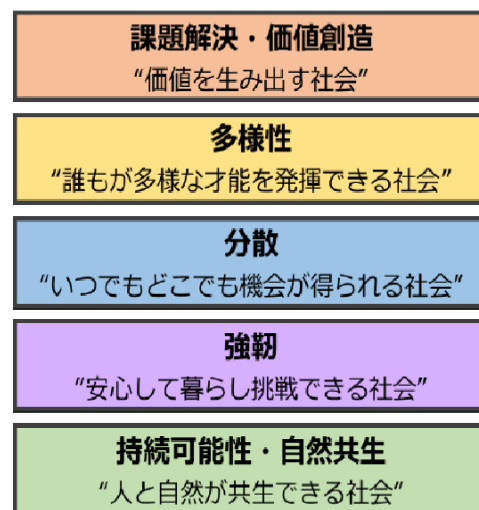 課題解決・価値創造
“価値を生み出す社会”
多様性
“誰もが多様な才能を発揮できる社会”
分散
“いつでもどこでも機会が得られる社会”
強靭
“安心して暮らし挑戦できる社会”
持続可能性・自然共生
“人と自然が共生できる社会”